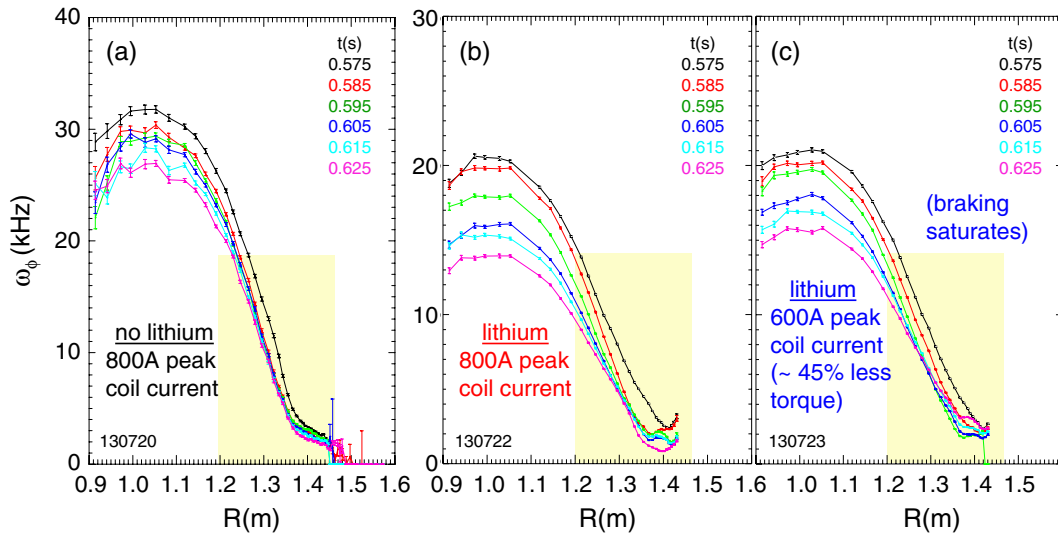 (a)
t(s)
0.575
0.585
0.595
0.605
0.615
0.625
no lithium
800A peak
coil current
130720
ω_ϕ (kHz)
40
30
20
10
0
0.9 1.0 1.1 1.2 1.3 1.4 1.5 1.6
R(m)
(b)
t(s)
0.575
0.585
0.595
0.605
0.615
0.625
lithium
800A peak
coil current
130722
30
20
10
0
0.9 1.0 1.1 1.2 1.3 1.4 1.5
R(m)
(c)
t(s)
0.575
0.585
0.595
0.605
0.615
0.625
(braking
saturates)
lithium
600A peak
coil current
(~ 45% less
torque)
130723
1.0 1.1 1.2 1.3 1.4 1.5 1.6
R(m)